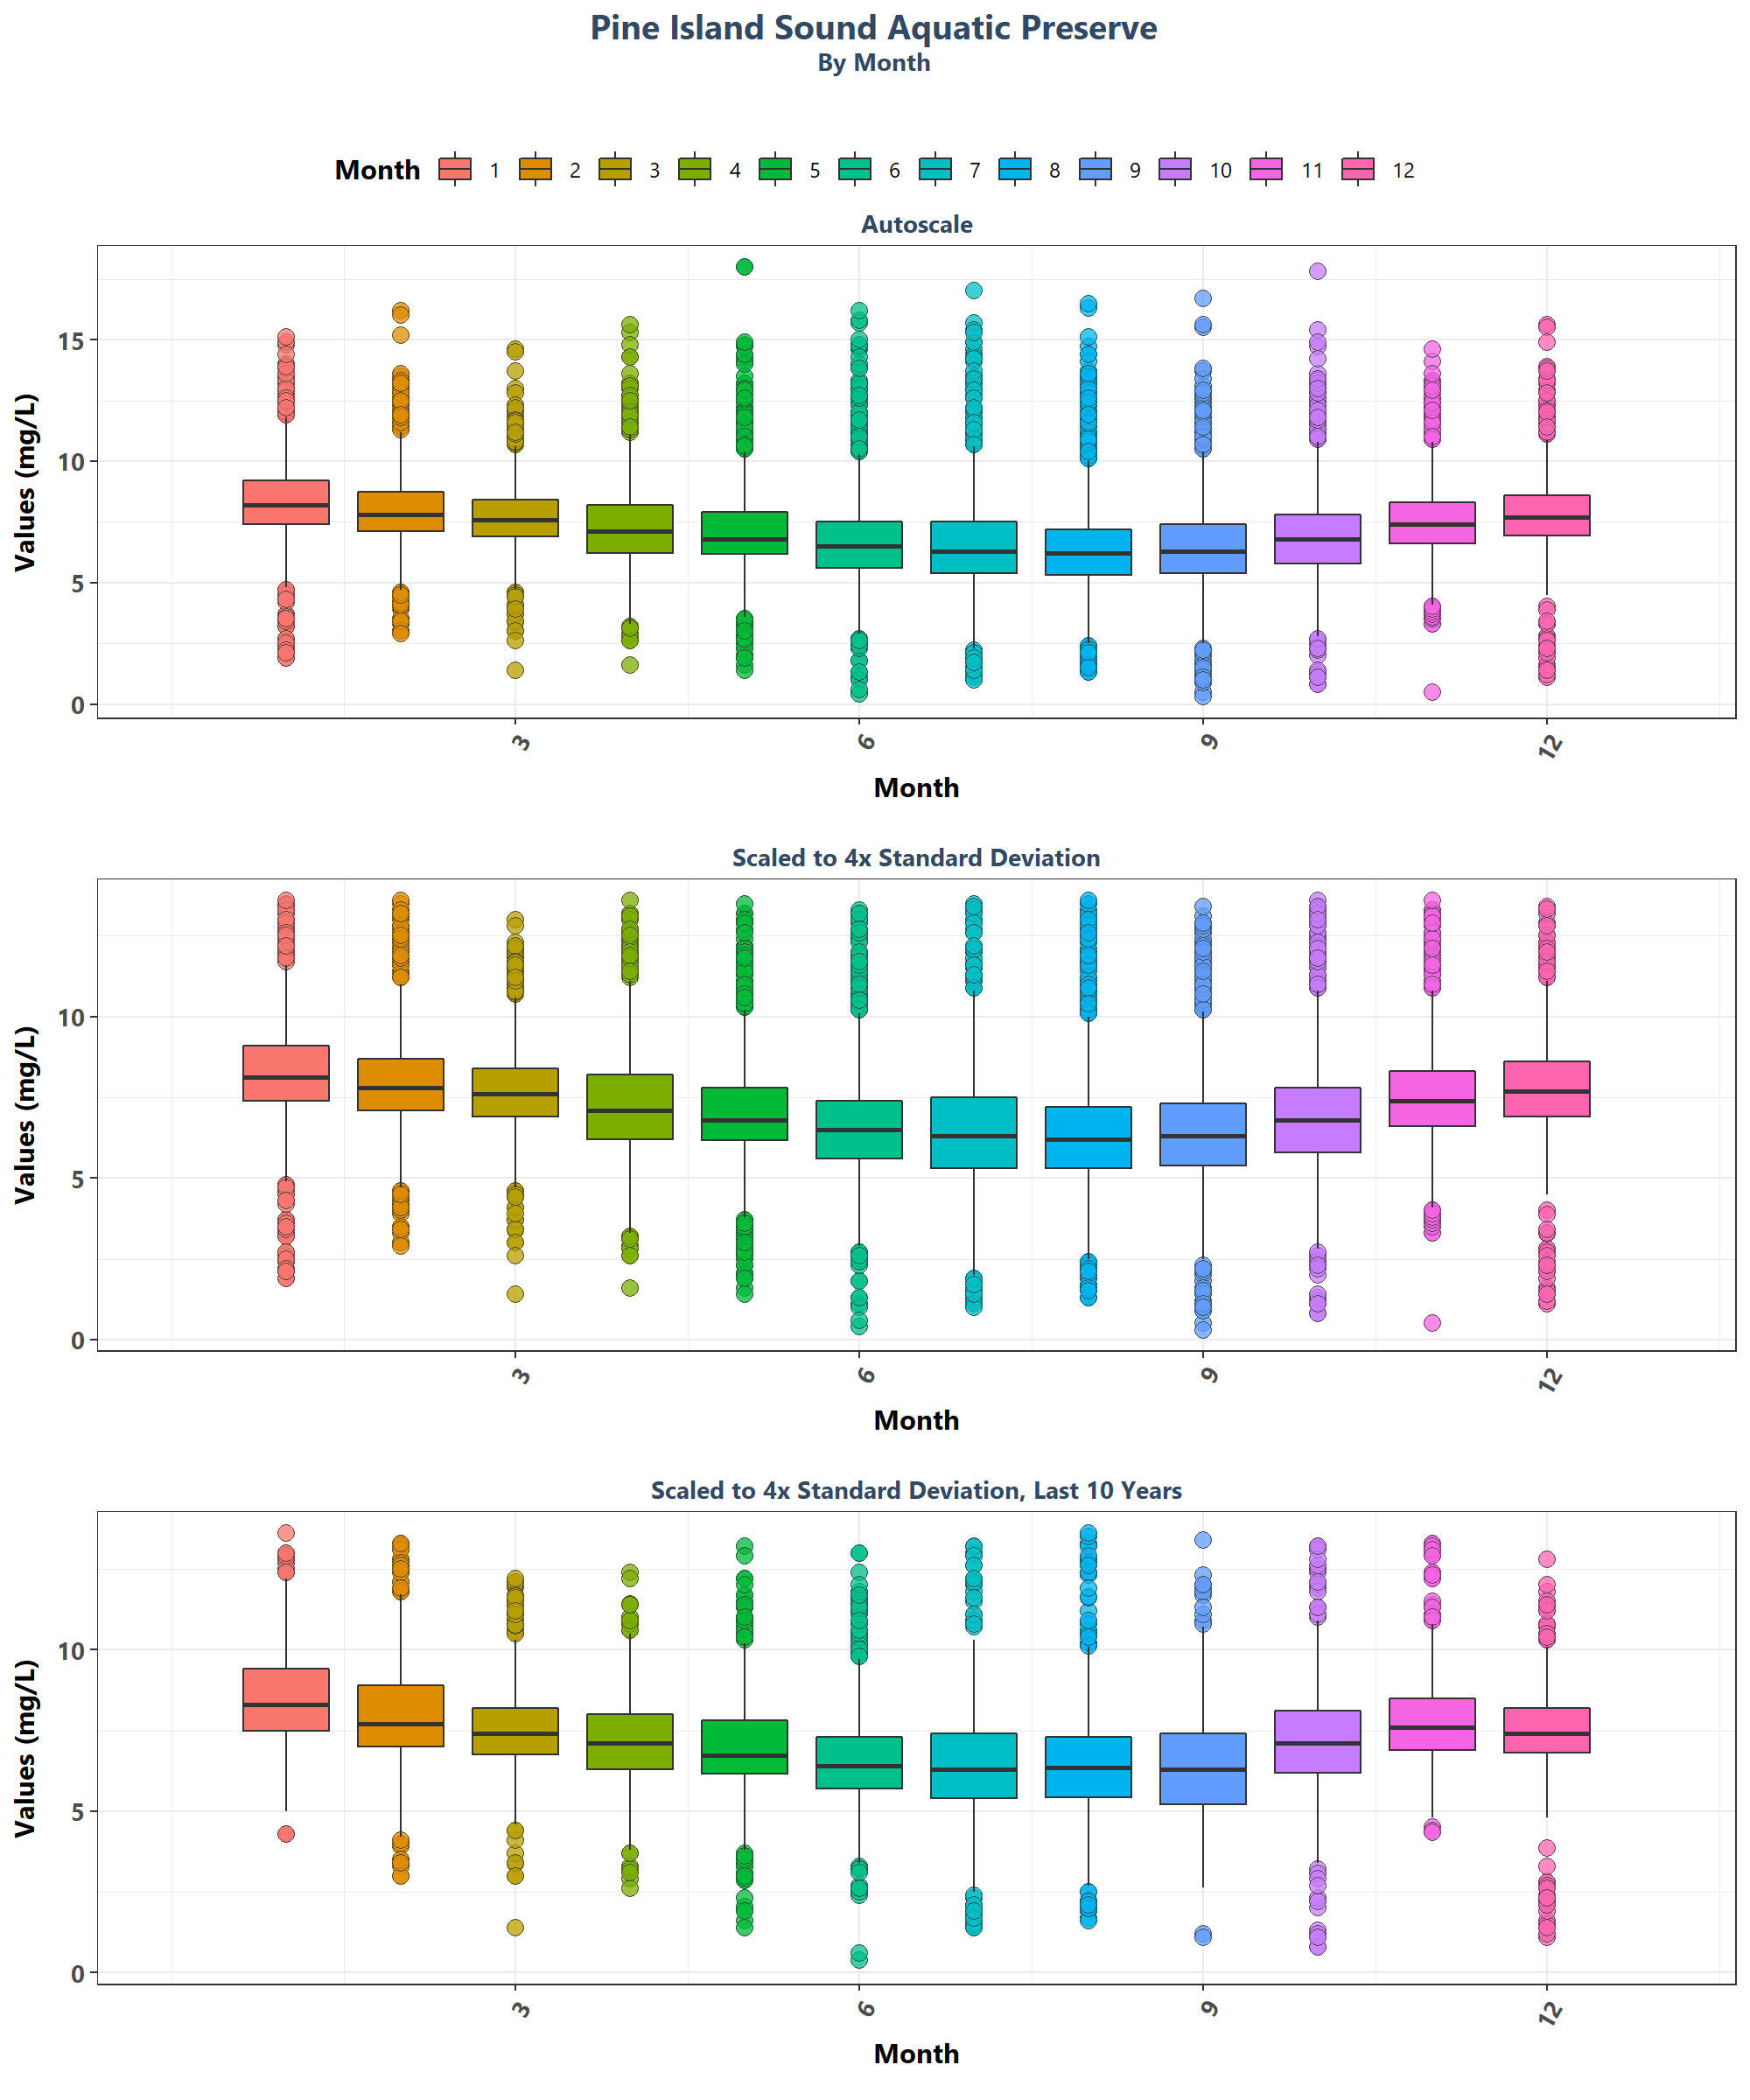 Pine Island Sound Aquatic Preserve
By Month
Month 1 2 3 4 5 6 7 8 9 10 11 12
Autoscale
Values (mg/L)
15
10
5
0
3 6 9 12
Month
Scaled to 4x Standard Deviation
Values (mg/L)
10
5
0
3 6 9 12
Month
Scaled to 4x Standard Deviation, Last 10 Years
Values (mg/L)
10
5
0
3 6 9 12
Month